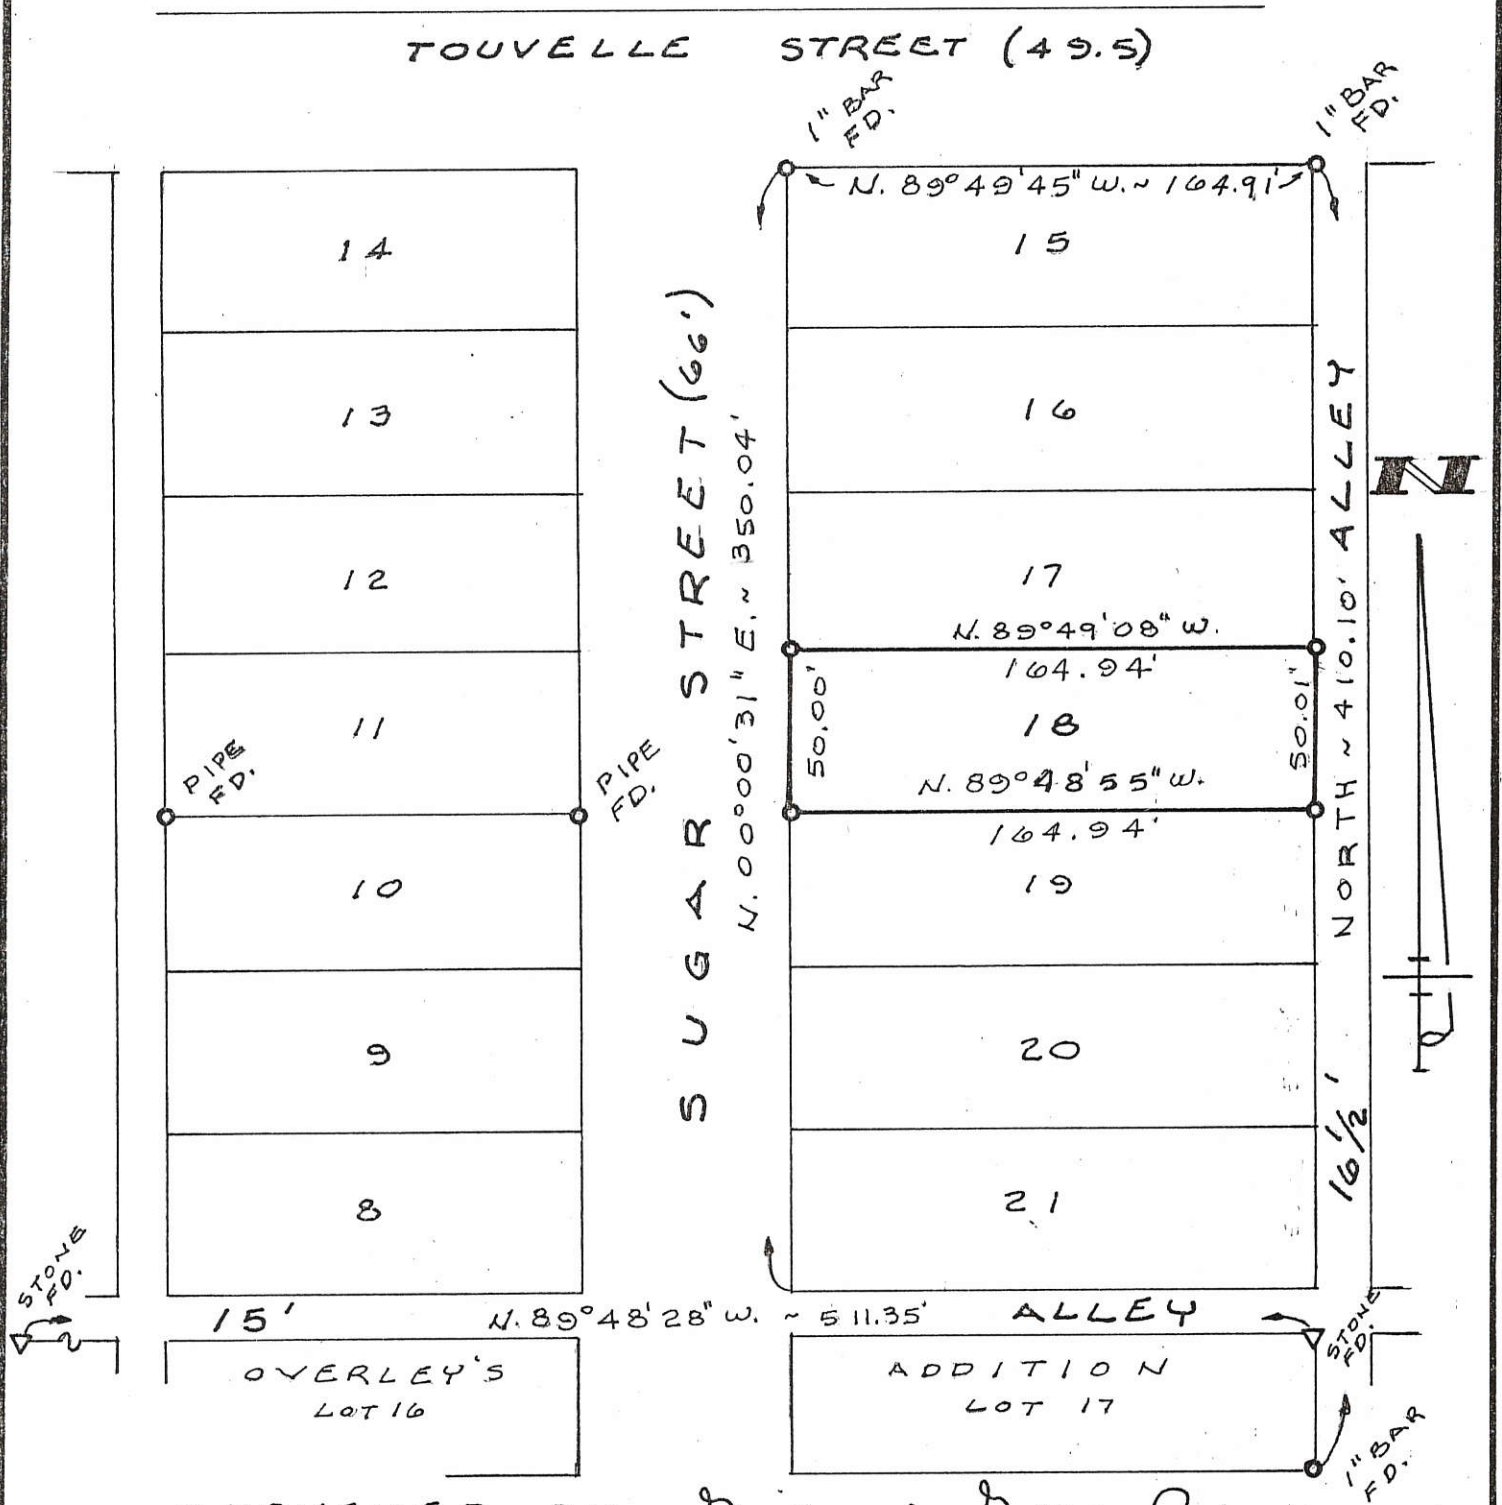 TOUVELLE STREET (49.5)
1" BAR
FD.
1" BAR
FD.
N. 89°49'45" W. ~ 164.91'
14
15
13
16
12
17
11
18
10
19
9
20
8
21
SUGAR STREET (66')
N. 00°00'31" E. ~ 350.04'
NORTH ~ 410.10' ALLEY
16 1/2'
N
N. 89°49'08" W.
164.94'
50.00'
50.01"
N. 89°48'55" W.
164.94'
PIPE
FD.
PIPE
FD.
STONE
FD.
15' N. 89°48'28" W. ~ 511.35' ALLEY
STONE
FD.
OVERLEY'S ADDITION
LOT 16 LOT 17
1" BAR
FD.